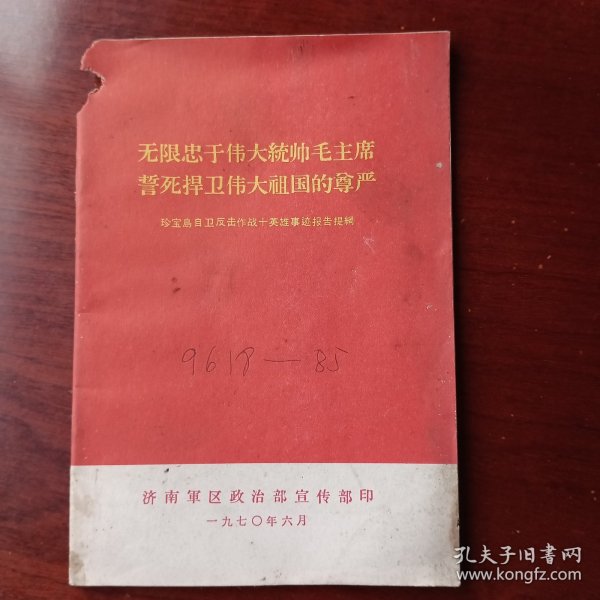 无限忠于伟大統帅毛主席
誓死捍卫伟大祖国的尊严
珍宝島自卫反击作战十英雄事迹报告提綱
9618—85
济南軍区政治部宣传部印
一九七〇年六月
孔夫子旧書网
www.kongfz.com